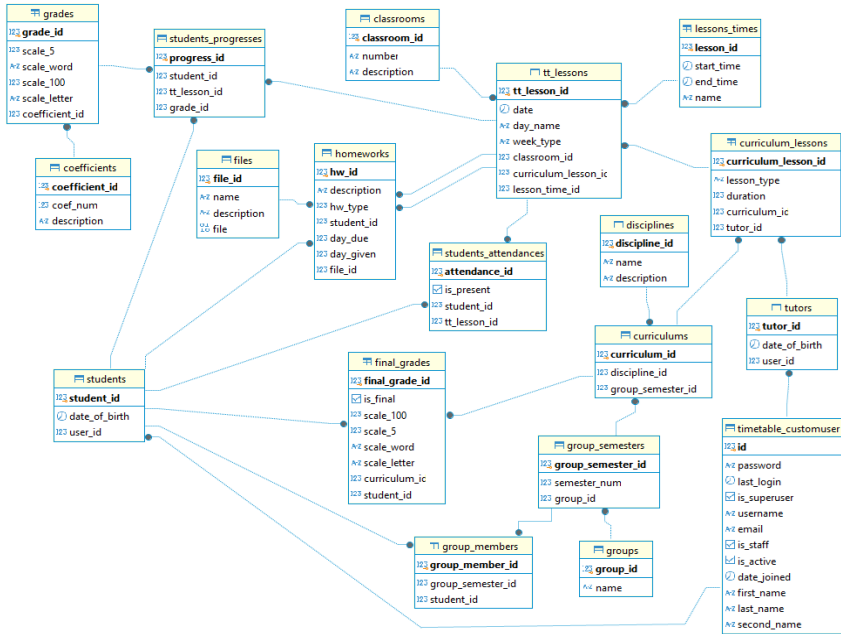 grades
grade_id
scale_5
scale_word
scale_100
scale_letter
coefficient_id
students_progresses
progress_id
student_id
tt_lesson_id
grade_id
classrooms
classroom_id
number
description
tt_lessons
tt_lesson_id
date
day_name
week_type
classroom_id
curriculum_lesson_ic
lesson_time_id
lessons_times
lesson_id
start_time
end_time
name
coefficients
coefficient_id
coef_num
description
files
file_id
name
description
file
homeworks
hw_id
description
hw_type
student_id
day_due
day_given
file_id
curriculum_lessons
curriculum_lesson_id
lesson_type
duration
curriculum_ic
tutor_id
students_attendances
attendance_id
is_present
student_id
tt_lesson_id
disciplines
discipline_id
name
description
tutors
tutor_id
date_of_birth
user_id
curriculums
curriculum_id
discipline_id
group_semester_id
students
student_id
date_of_birth
user_id
final_grades
final_grade_id
is_final
scale_100
scale_5
scale_word
scale_letter
curriculum_ic
student_id
timetable_customuser
id
password
last_login
is_superuser
username
email
is_staff
is_active
date_joined
first_name
last_name
second_name
group_semesters
group_semester_id
semester_num
group_id
group_members
group_member_id
group_semester_id
student_id
groups
group_id
name